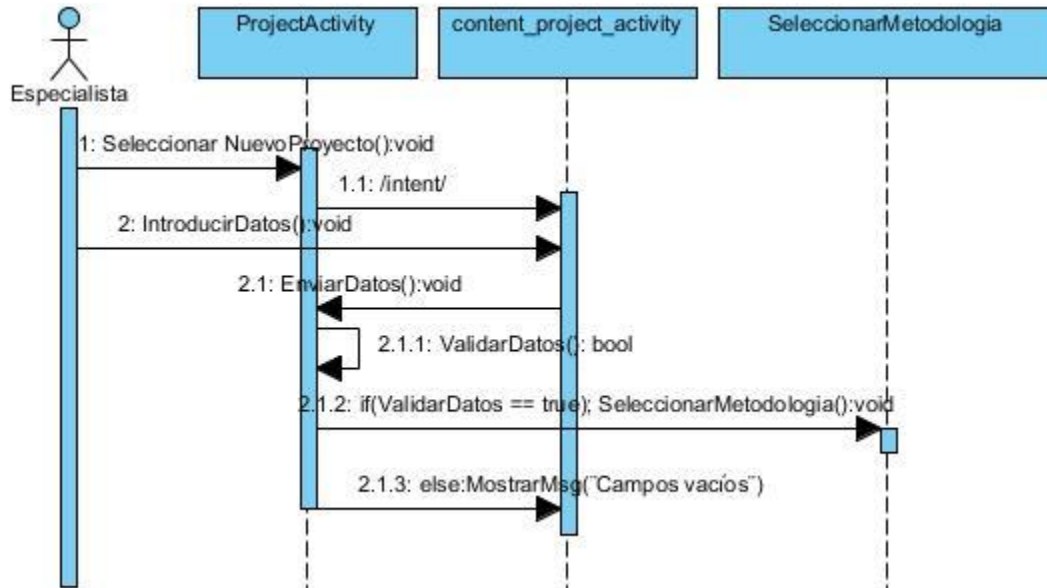 ProjectActivity
content_project_activity
SeleccionarMetodologia
Especialista
1: Seleccionar NuevoProyecto():void
1.1: /intent/
2: IntroducirDatos():void
2.1: EnviarDatos():void
2.1.1: ValidarDatos(): bool
2.1.2: if(ValidarDatos == true); SeleccionarMetodologia():void
2.1.3: else:MostrarMsg(¨Campos vacíos¨)